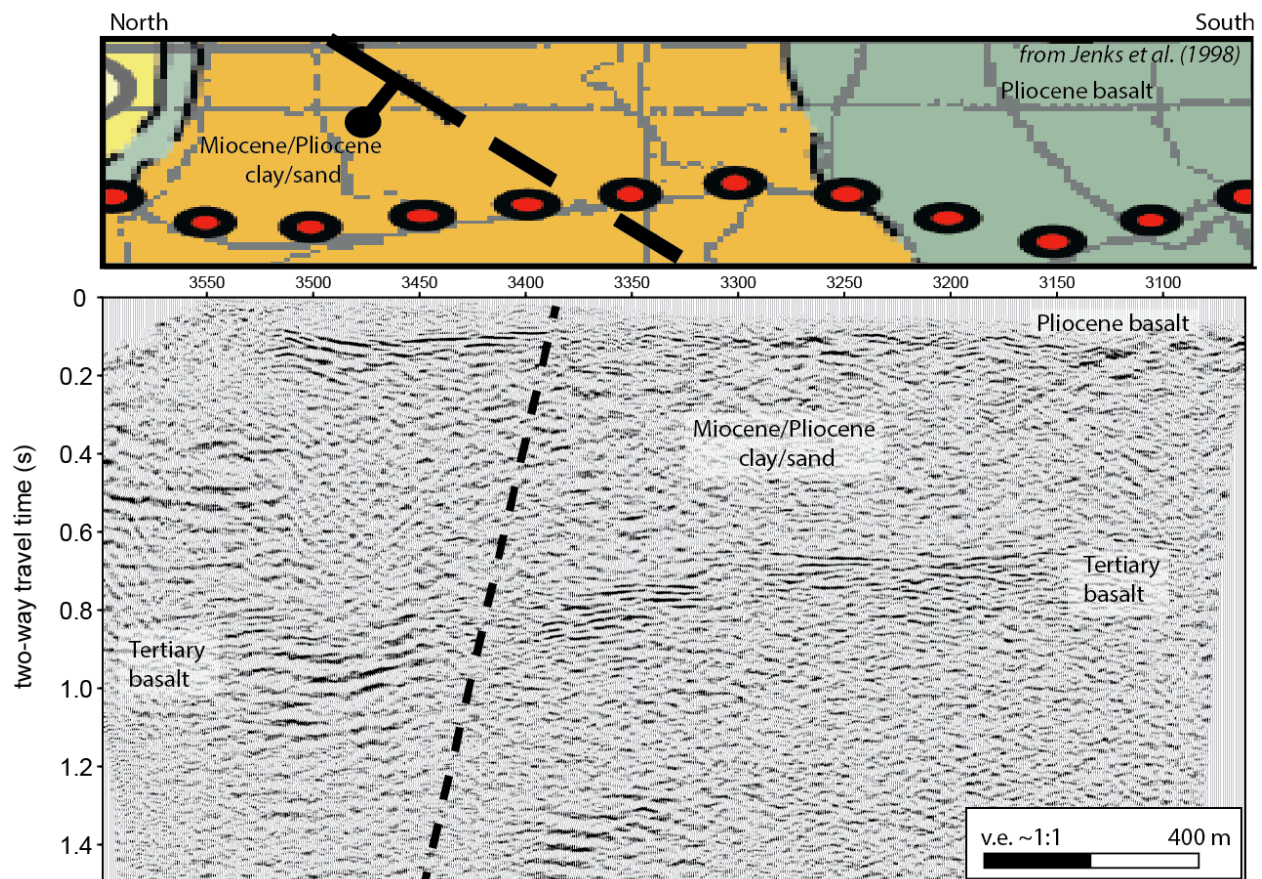 North
South
from Jenks et al. (1998)
Pliocene basalt
Miocene/Pliocene
clay/sand
3550 3500 3450 3400 3350 3300 3250 3200 3150 3100
0
Pliocene basalt
0.2
Miocene/Pliocene
clay/sand
0.4
0.6
Tertiary
basalt
0.8
Tertiary
basalt
1.0
1.2
1.4
two-way travel time (s)
v.e. ~1:1 400 m